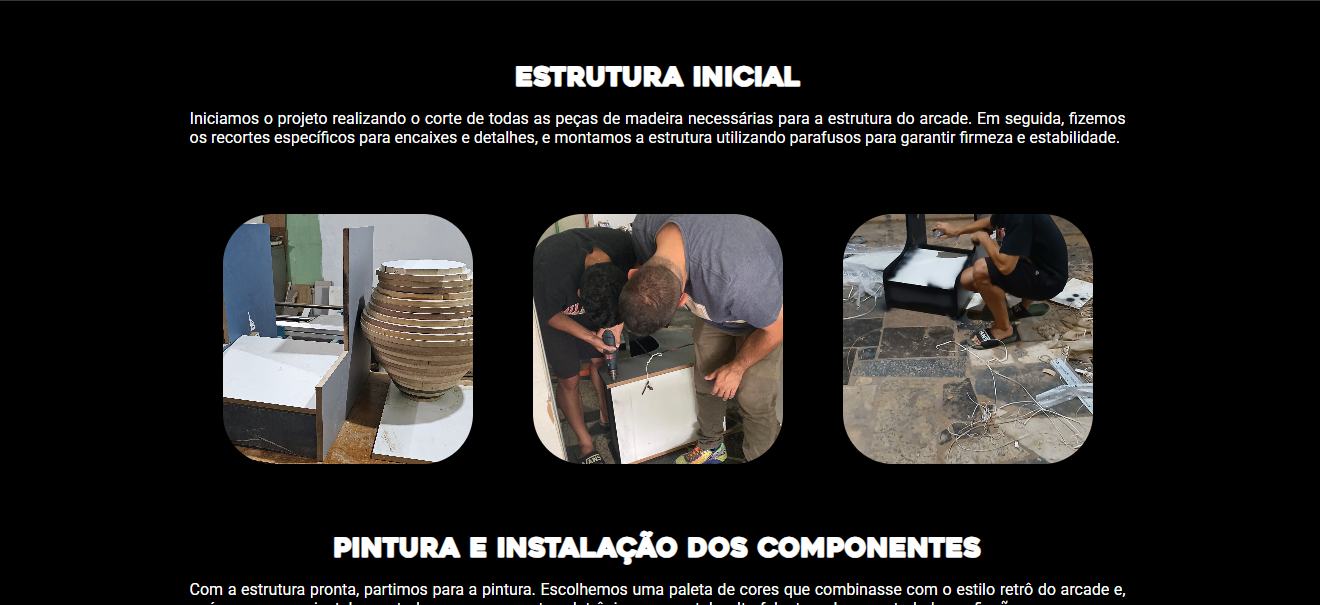 ESTRUTURA INICIAL
Iniciamos o projeto realizando o corte de todas as peças de madeira necessárias para a estrutura do arcade. Em seguida, fizemos
os recortes específicos para encaixes e detalhes, e montamos a estrutura utilizando parafusos para garantir firmeza e estabilidade.
VANS
PINTURA E INSTALAÇÃO DOS COMPONENTES
Com a estrutura pronta, partimos para a pintura. Escolhemos uma paleta de cores que combinasse com o estilo retrô do arcade e,